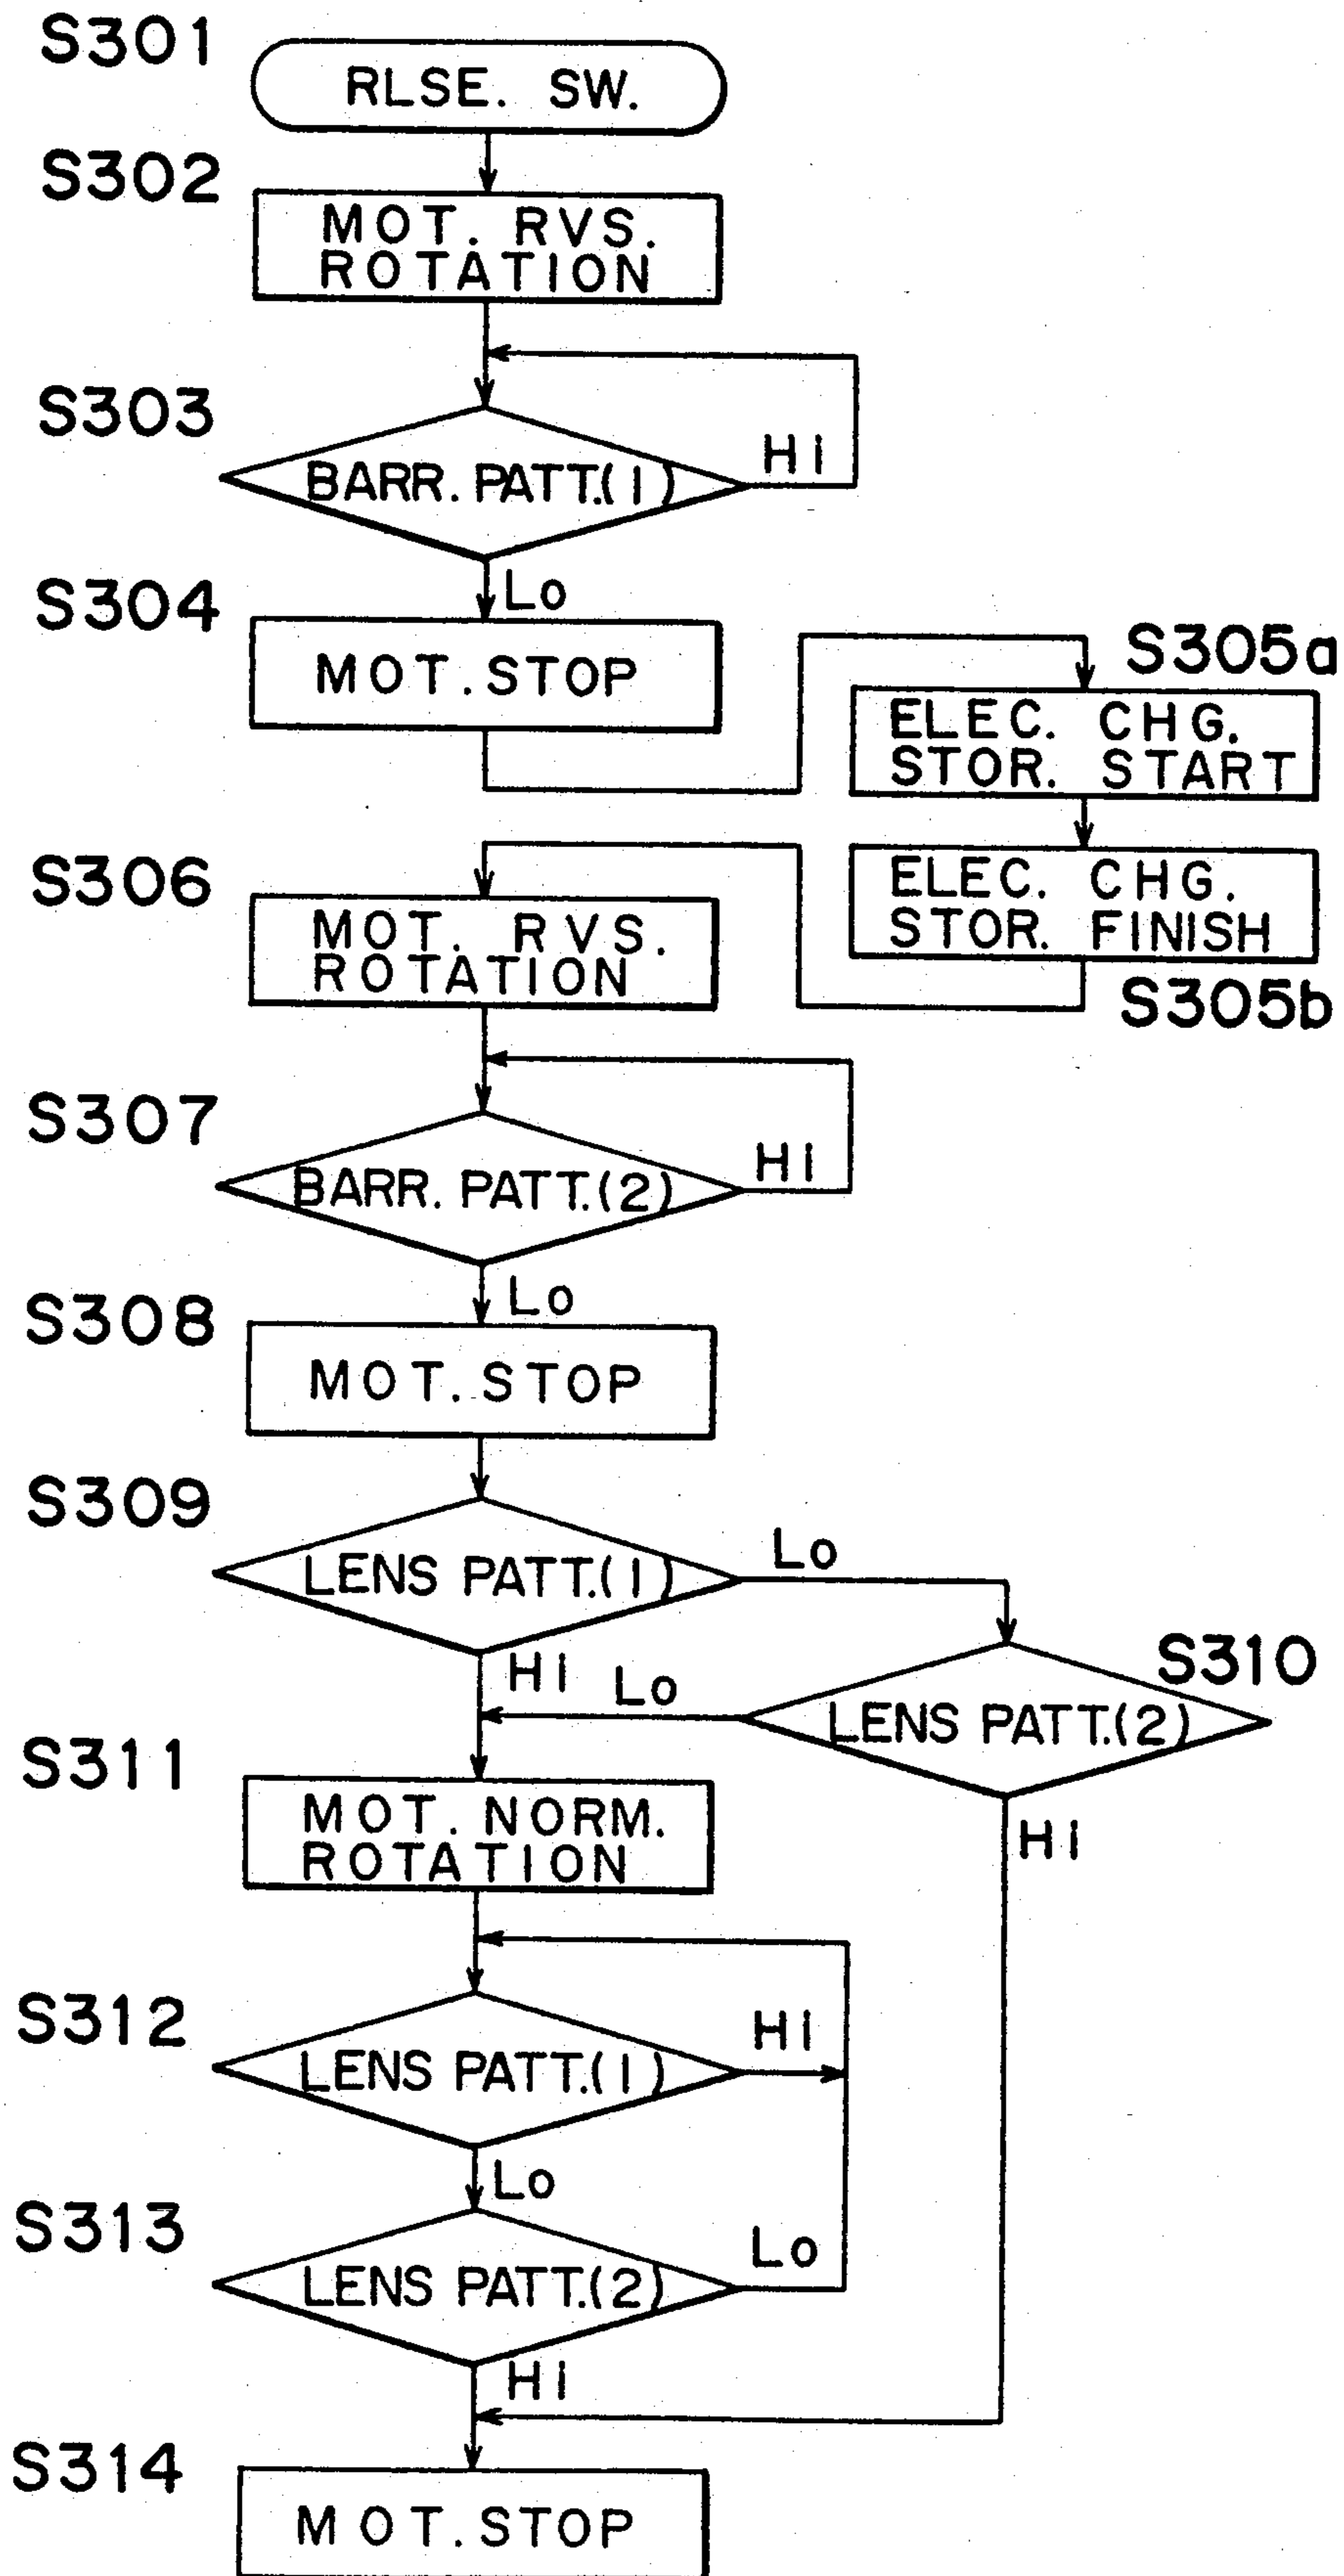 S301
RLSE. SW.
S302
MOT. RVS.
ROTATION
S303
BARR. PATT.(1)
Hi
Lo
S304
MOT. STOP
S305a
ELEC. CHG.
STOR. START
ELEC. CHG.
STOR. FINISH
S305b
S306
MOT. RVS.
ROTATION
S307
BARR. PATT.(2)
Hi
Lo
S308
MOT. STOP
S309
LENS PATT.(1)
Lo
Hi
S310
LENS PATT.(2)
Lo
Hi
S311
MOT. NORM.
ROTATION
S312
LENS PATT.(1)
Hi
Lo
S313
LENS PATT.(2)
Lo
Hi
S314
MOT. STOP